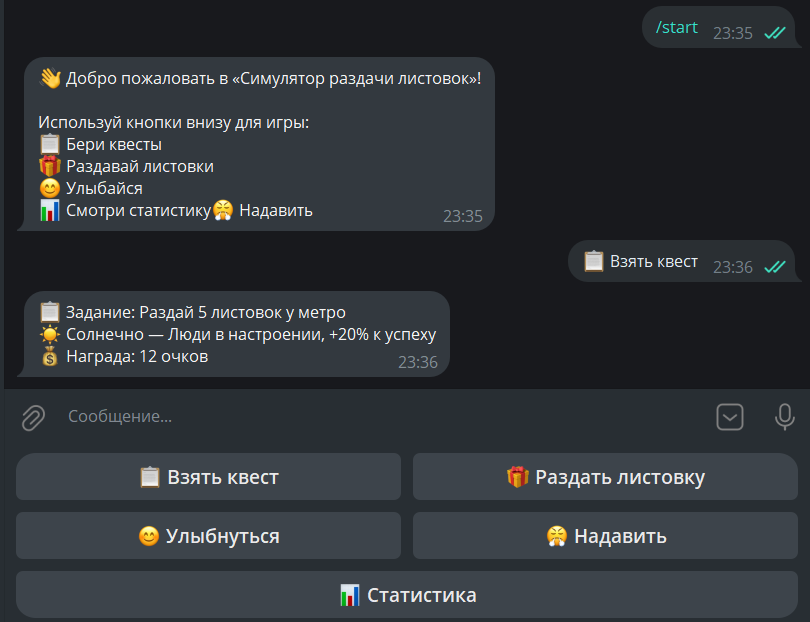 /start 23:35
👋 Добро пожаловать в «Симулятор раздачи листовок»!
Используй кнопки внизу для игры:
📋 Бери квесты
🎁 Раздавай листовки
😊 Улыбайся
📊 Смотри статистику😤 Надавить 23:35
📋 Взять квест 23:36
📋 Задание: Раздай 5 листовок у метро
☀️ Солнечно — Люди в настроении, +20% к успеху
💰 Награда: 12 очков 23:36
Сообщение...
📋 Взять квест
🎁 Раздать листовку
😊 Улыбнуться
😤 Надавить
📊 Статистика